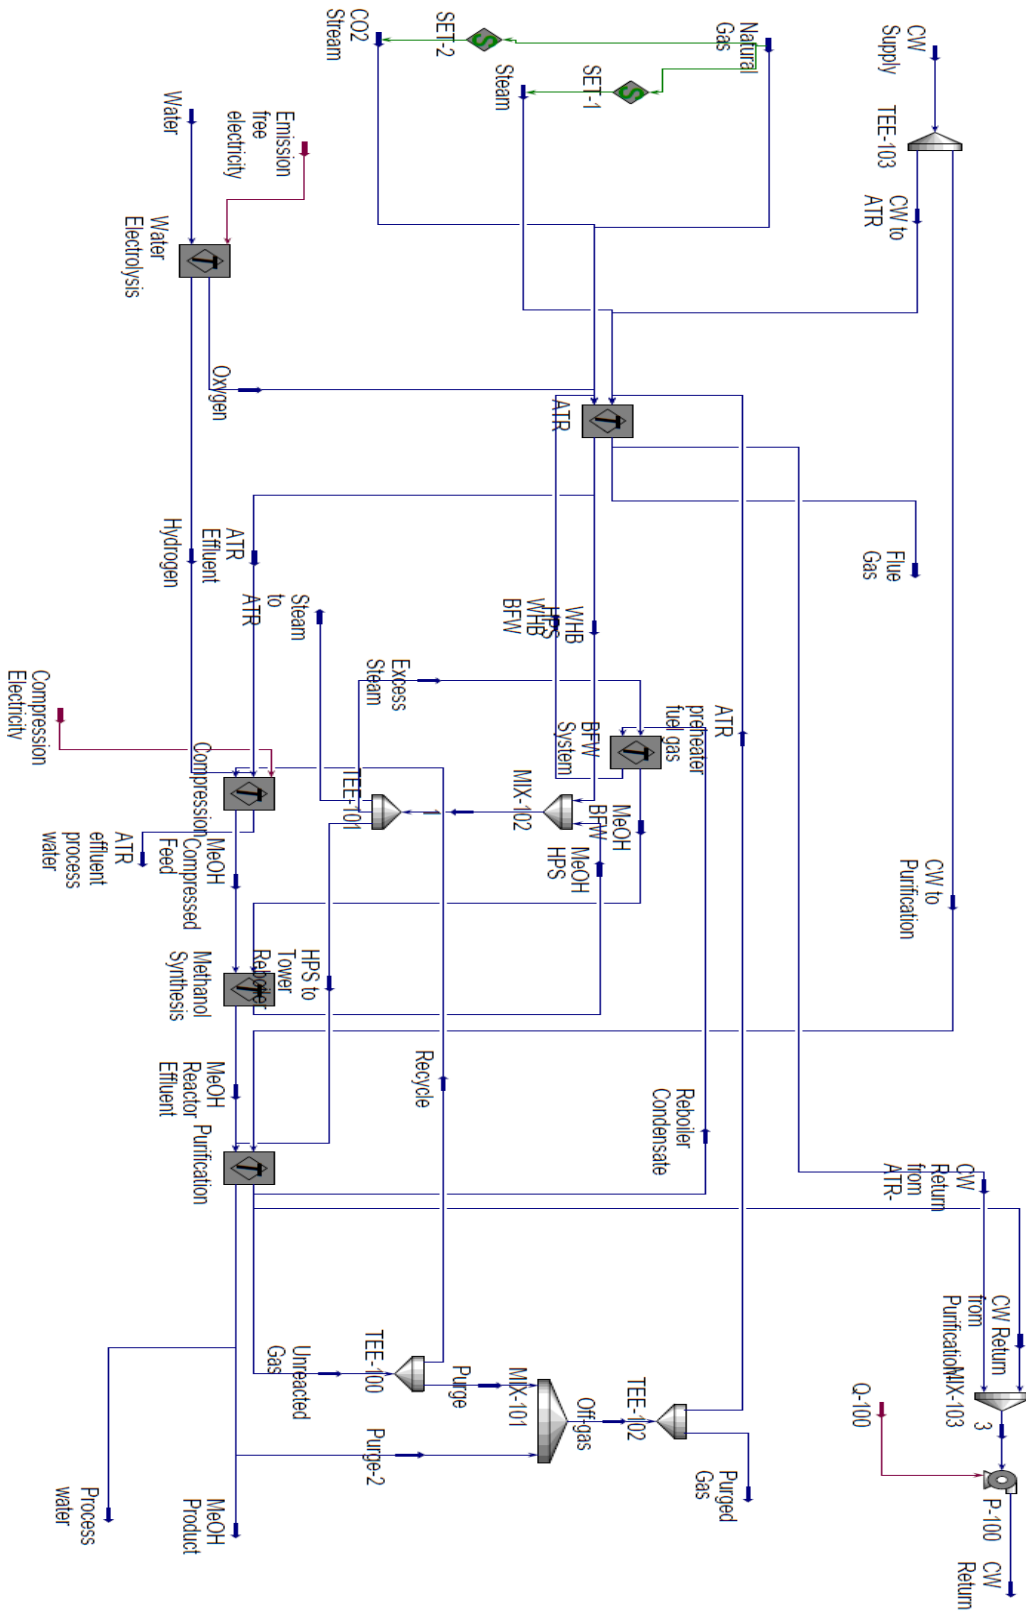 CW
Supply
TEE-103
CW to
ATR
Natural
Gas
SET-1
Steam
SET-2
CO2
Stream
Emission
free
electricity
Water
Water
Electrolysis
Oxygen
Hydrogen
ATR
ATR
Effluent
Flue
Gas
WHB
HPS
WHB
BFW
Steam
to
ATR
Excess
Steam
BFW
System
ATR
preheater
fuel gas
MeOH
BFW
MeOH
HPS
MIX-102
1
TEE-101
Compression
Electricity
Compression
ATR
effluent
process
water
MeOH
Compressed
Feed
CW to
Purification
HPS to
Tower
Reboiler
Methanol
Synthesis
MeOH
Reactor
Effluent
Purification
Recycle
Reboiler
Condensate
CW
Return
from
ATR-
CW Return
from
Purification
MIX-103
3
Q-100
P-100
CW
Return
Unreacted
Gas
TEE-100
Purge
MIX-101
Purge-2
Off-gas
TEE-102
Purged
Gas
MeOH
Product
Process
water
S
S
T
T
T
T
T
T